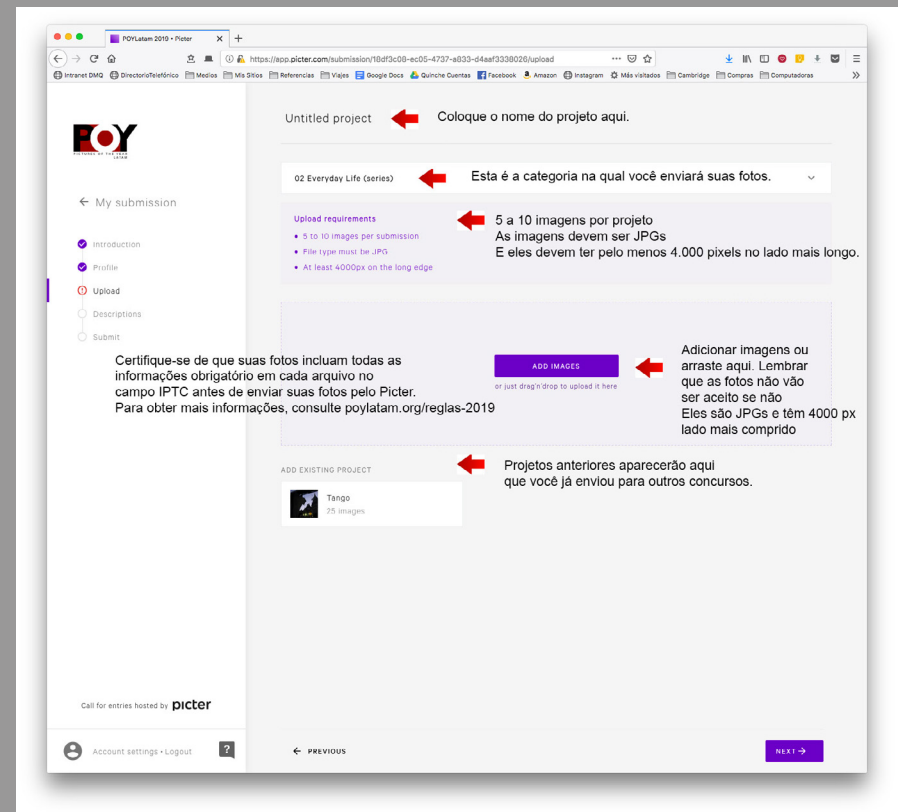 POYLatam 2019 • Picter
https://app.picter.com/submission/18df3c08-ec05-4737-a833-d4aaf3338026/upload
Intranet DMQ DirectorioTelefónico Medios Mis Sitios Referencias Viajes Google Docs Quinche Cuentas Facebook Amazon Instagram Más visitados Cambridge Compras Computadoras
POY
PICTURES OF THE YEAR
LATAM
← My submission
Introduction
Profile
Upload
Descriptions
Submit
Untitled project
Coloque o nome do projeto aqui.
02 Everyday Life (series)
Esta é a categoria na qual você enviará suas fotos.
Upload requirements
• 5 to 10 images per submission
• File type must be JPG
• At least 4000px on the long edge
5 a 10 imagens por projeto
As imagens devem ser JPGs
E eles devem ter pelo menos 4.000 pixels no lado mais longo.
Certifique-se de que suas fotos incluam todas as
informações obrigatório em cada arquivo no
campo IPTC antes de enviar suas fotos pelo Picter.
Para obter mais informações, consulte poylatam.org/reglas-2019
ADD IMAGES
or just drag'n'drop to upload it here
Adicionar imagens ou
arraste aqui. Lembrar
que as fotos não vão
ser aceito se não
Eles são JPGs e têm 4000 px
lado mais comprido
ADD EXISTING PROJECT
Projetos anteriores aparecerão aqui
que você já enviou para outros concursos.
Tango
25 images
Call for entries hosted by picter
Account settings • Logout
?
← PREVIOUS
NEXT →